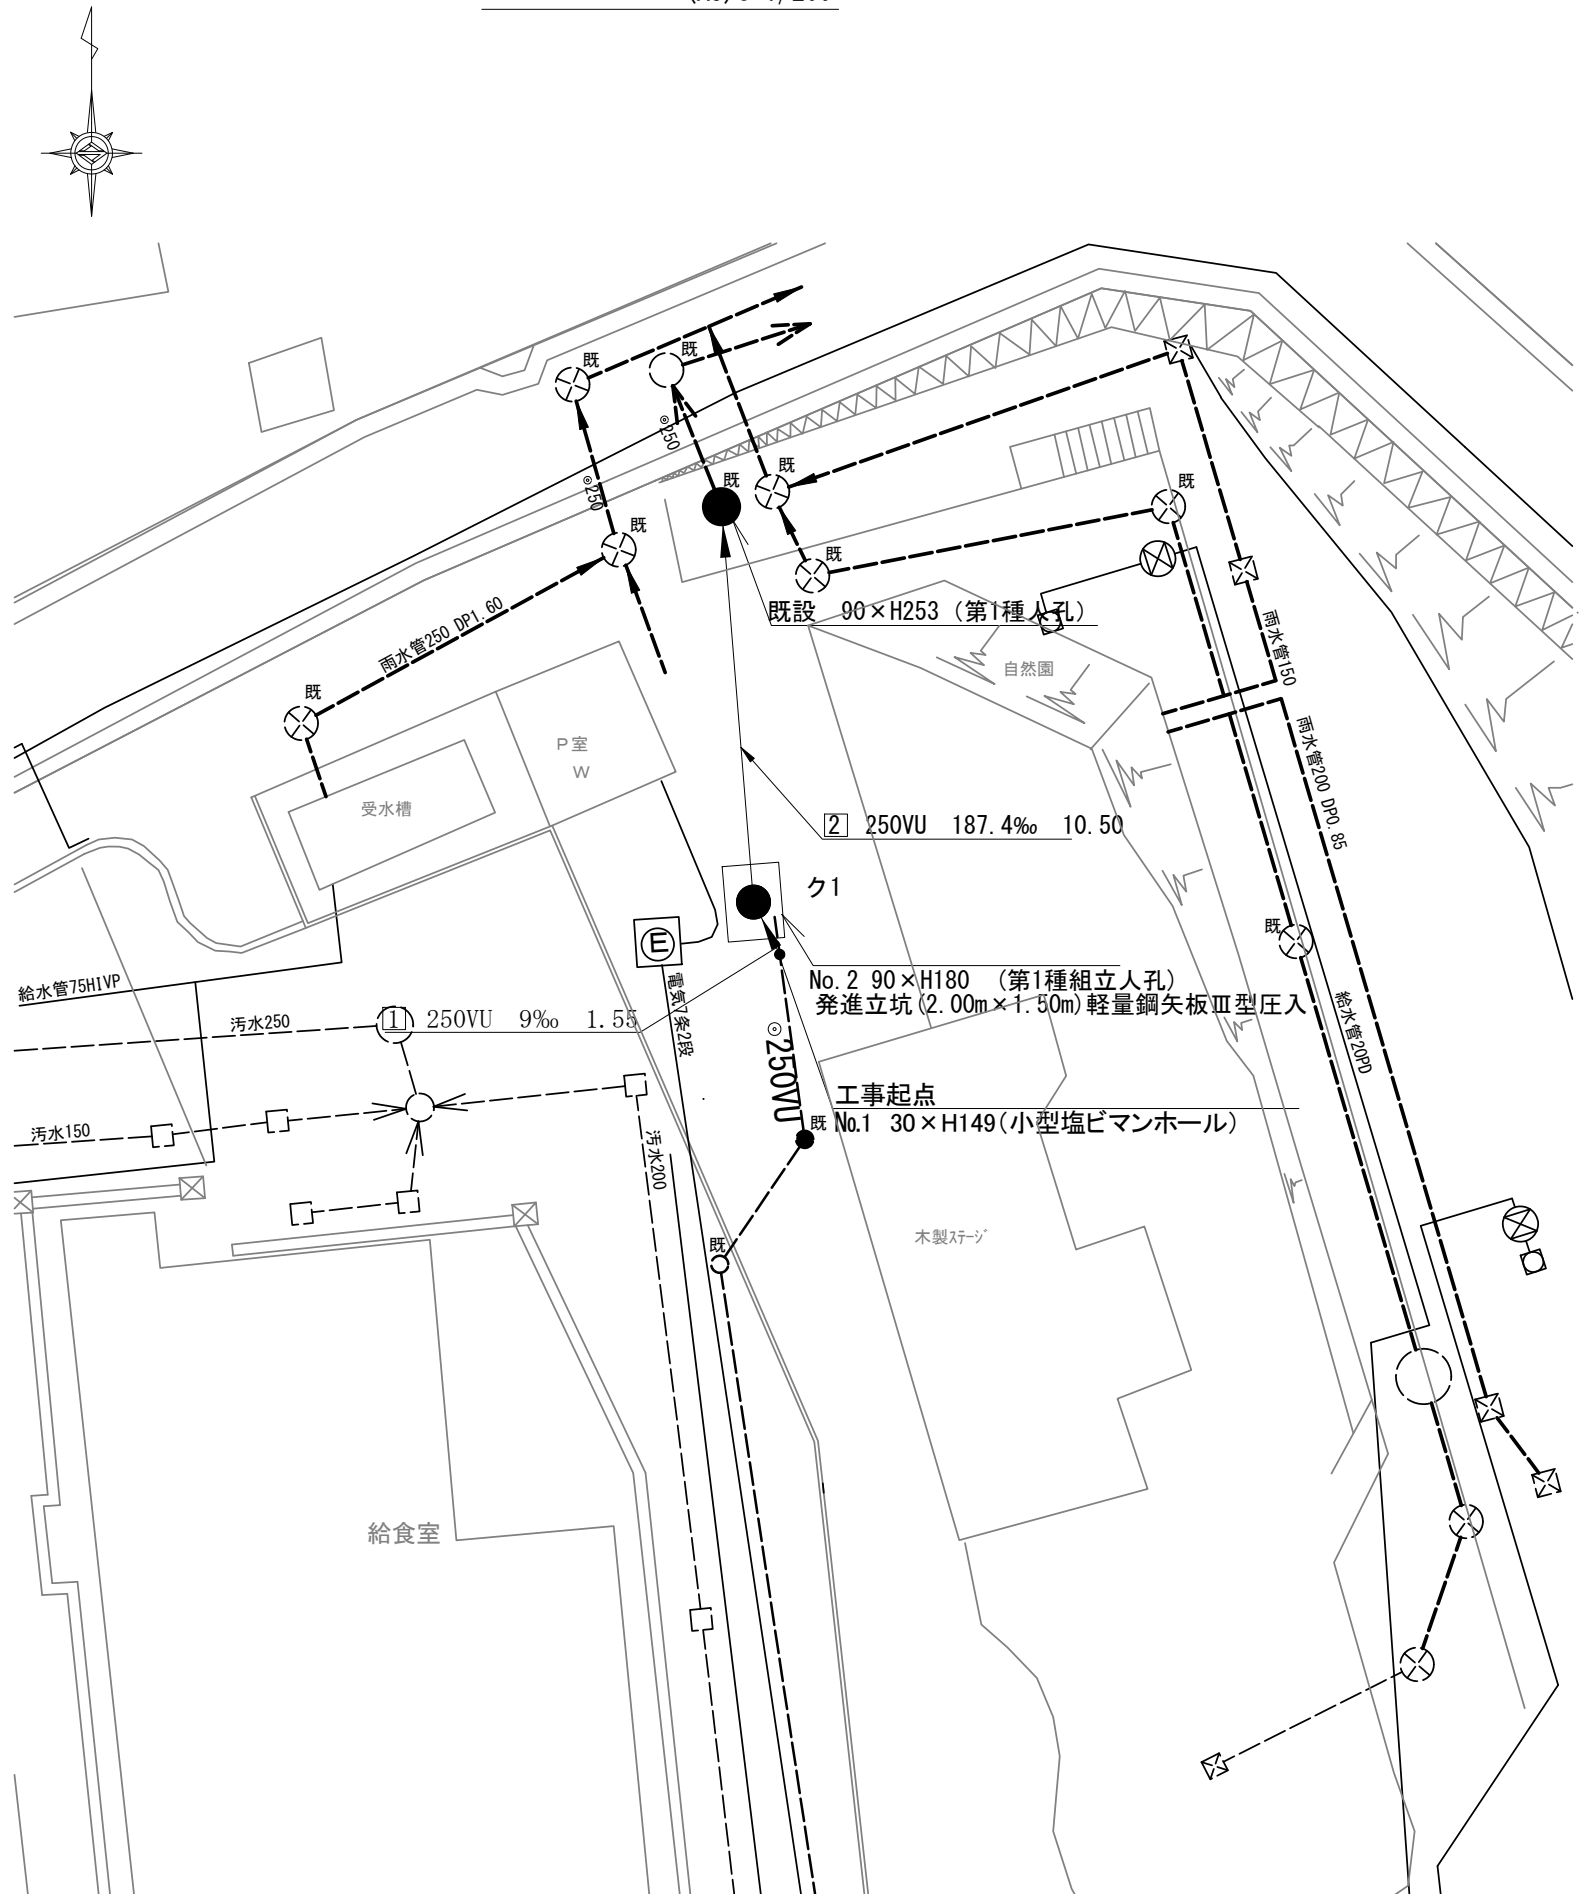 既
既
◎250
◎250
既
既
既
既
既
既設 90×H253 (第1種人孔)
雨水管250 DP1.60
自然園
雨水管150
既
P室
W
雨水管200 DP0.85
受水槽
2 250VU 187.4‰ 10.50
ク1
E
既
給水管75HIVP
No.2 90×H180 (第1種組立人孔)
発進立坑(2.00m×1.50m)軽量鋼矢板Ⅲ型圧入
電気7条2段
汚水250
1 250VU 9‰ 1.55
給水管20PD
◎250VU
工事起点
汚水150
既
No.1 30×H149(小型塩ビマンホール)
汚水200
既
木製ステージ
給食室